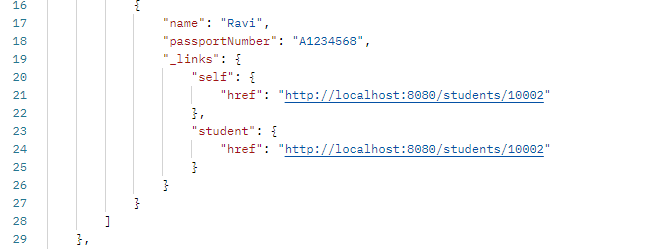 16 {
17 "name": "Ravi",
18 "passportNumber": "A1234568",
19 "_links": {
20 "self": {
21 "href": "http://localhost:8080/students/10002"
22 },
23 "student": {
24 "href": "http://localhost:8080/students/10002"
25 }
26 }
27 }
28 ]
29 },